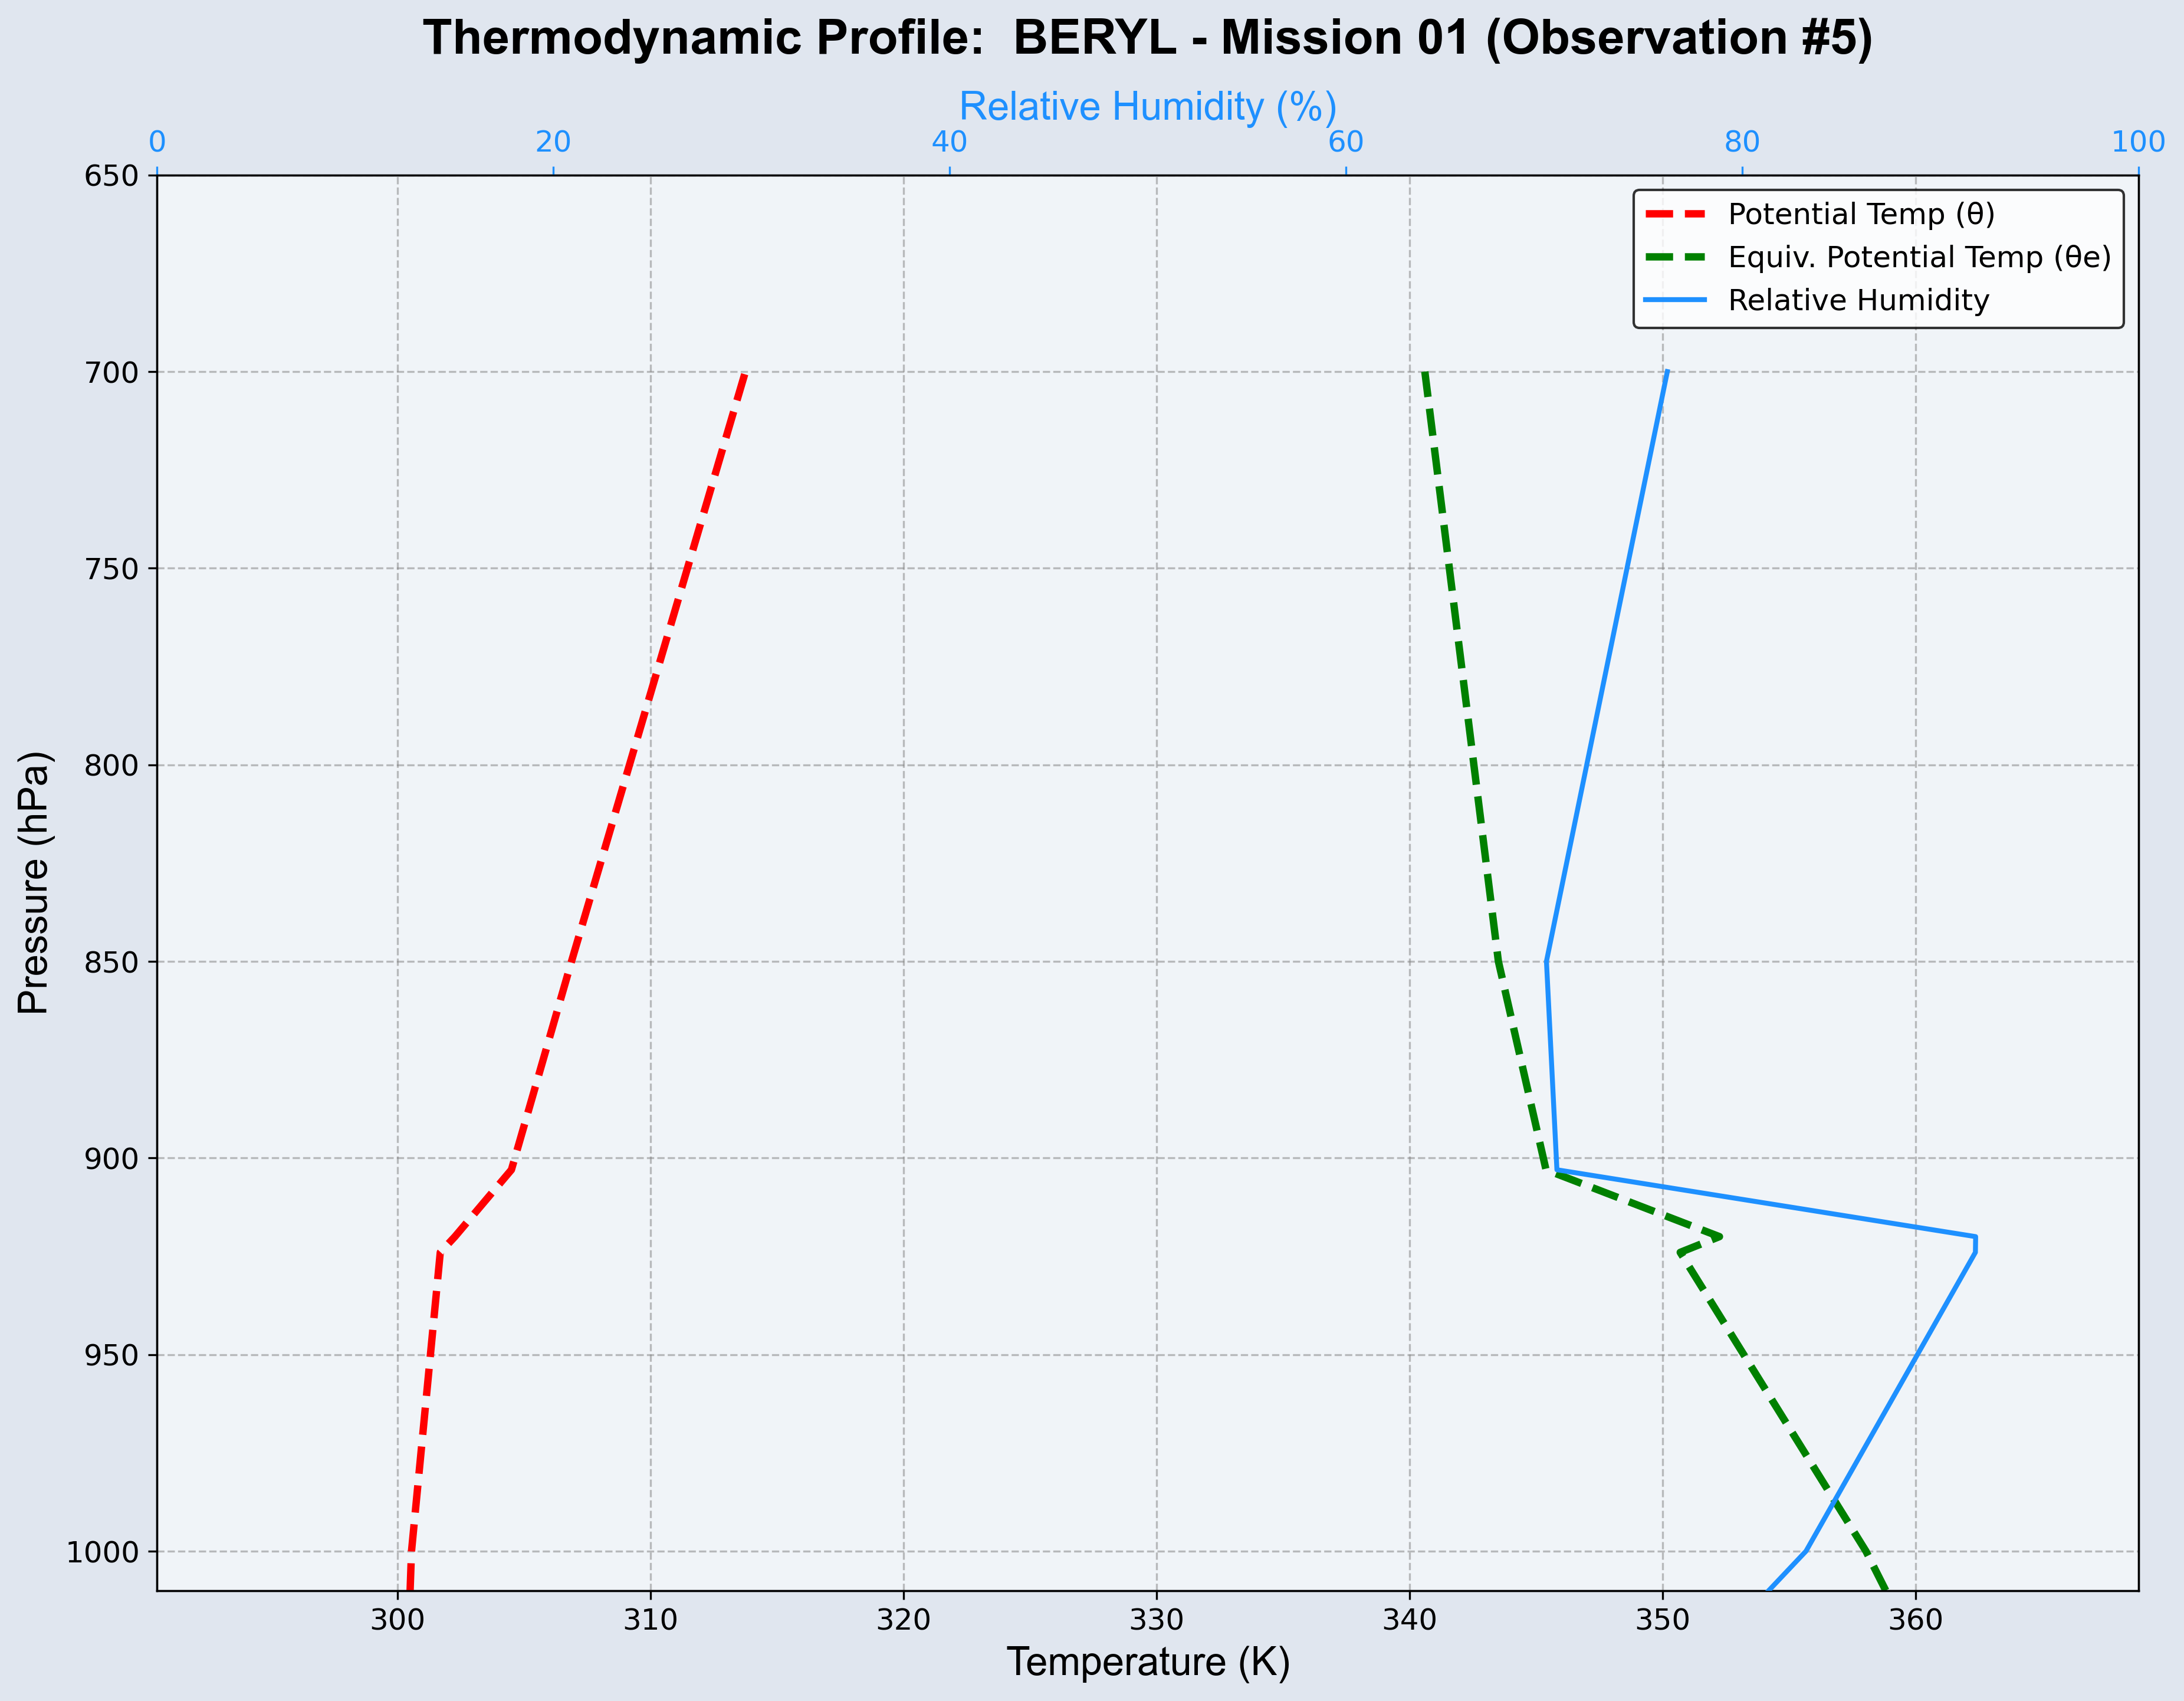 Thermodynamic Profile:  BERYL - Mission 01 (Observation #5)
Relative Humidity (%)
0 20 40 60 80 100
Potential Temp (θ)
Equiv. Potential Temp (θe)
Relative Humidity
Pressure (hPa)
650
700
750
800
850
900
950
1000
300 310 320 330 340 350 360
Temperature (K)